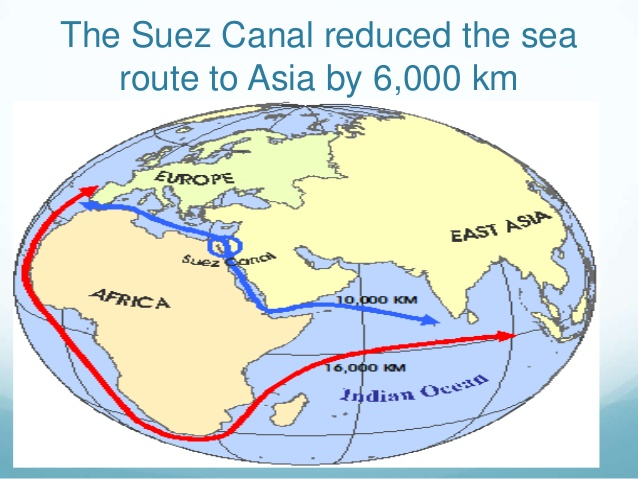 The Suez Canal reduced the sea
route to Asia by 6,000 km
EUROPE
EAST ASIA
Suez Canal
AFRICA
10,000 KM
16,000 KM
Indian Ocean